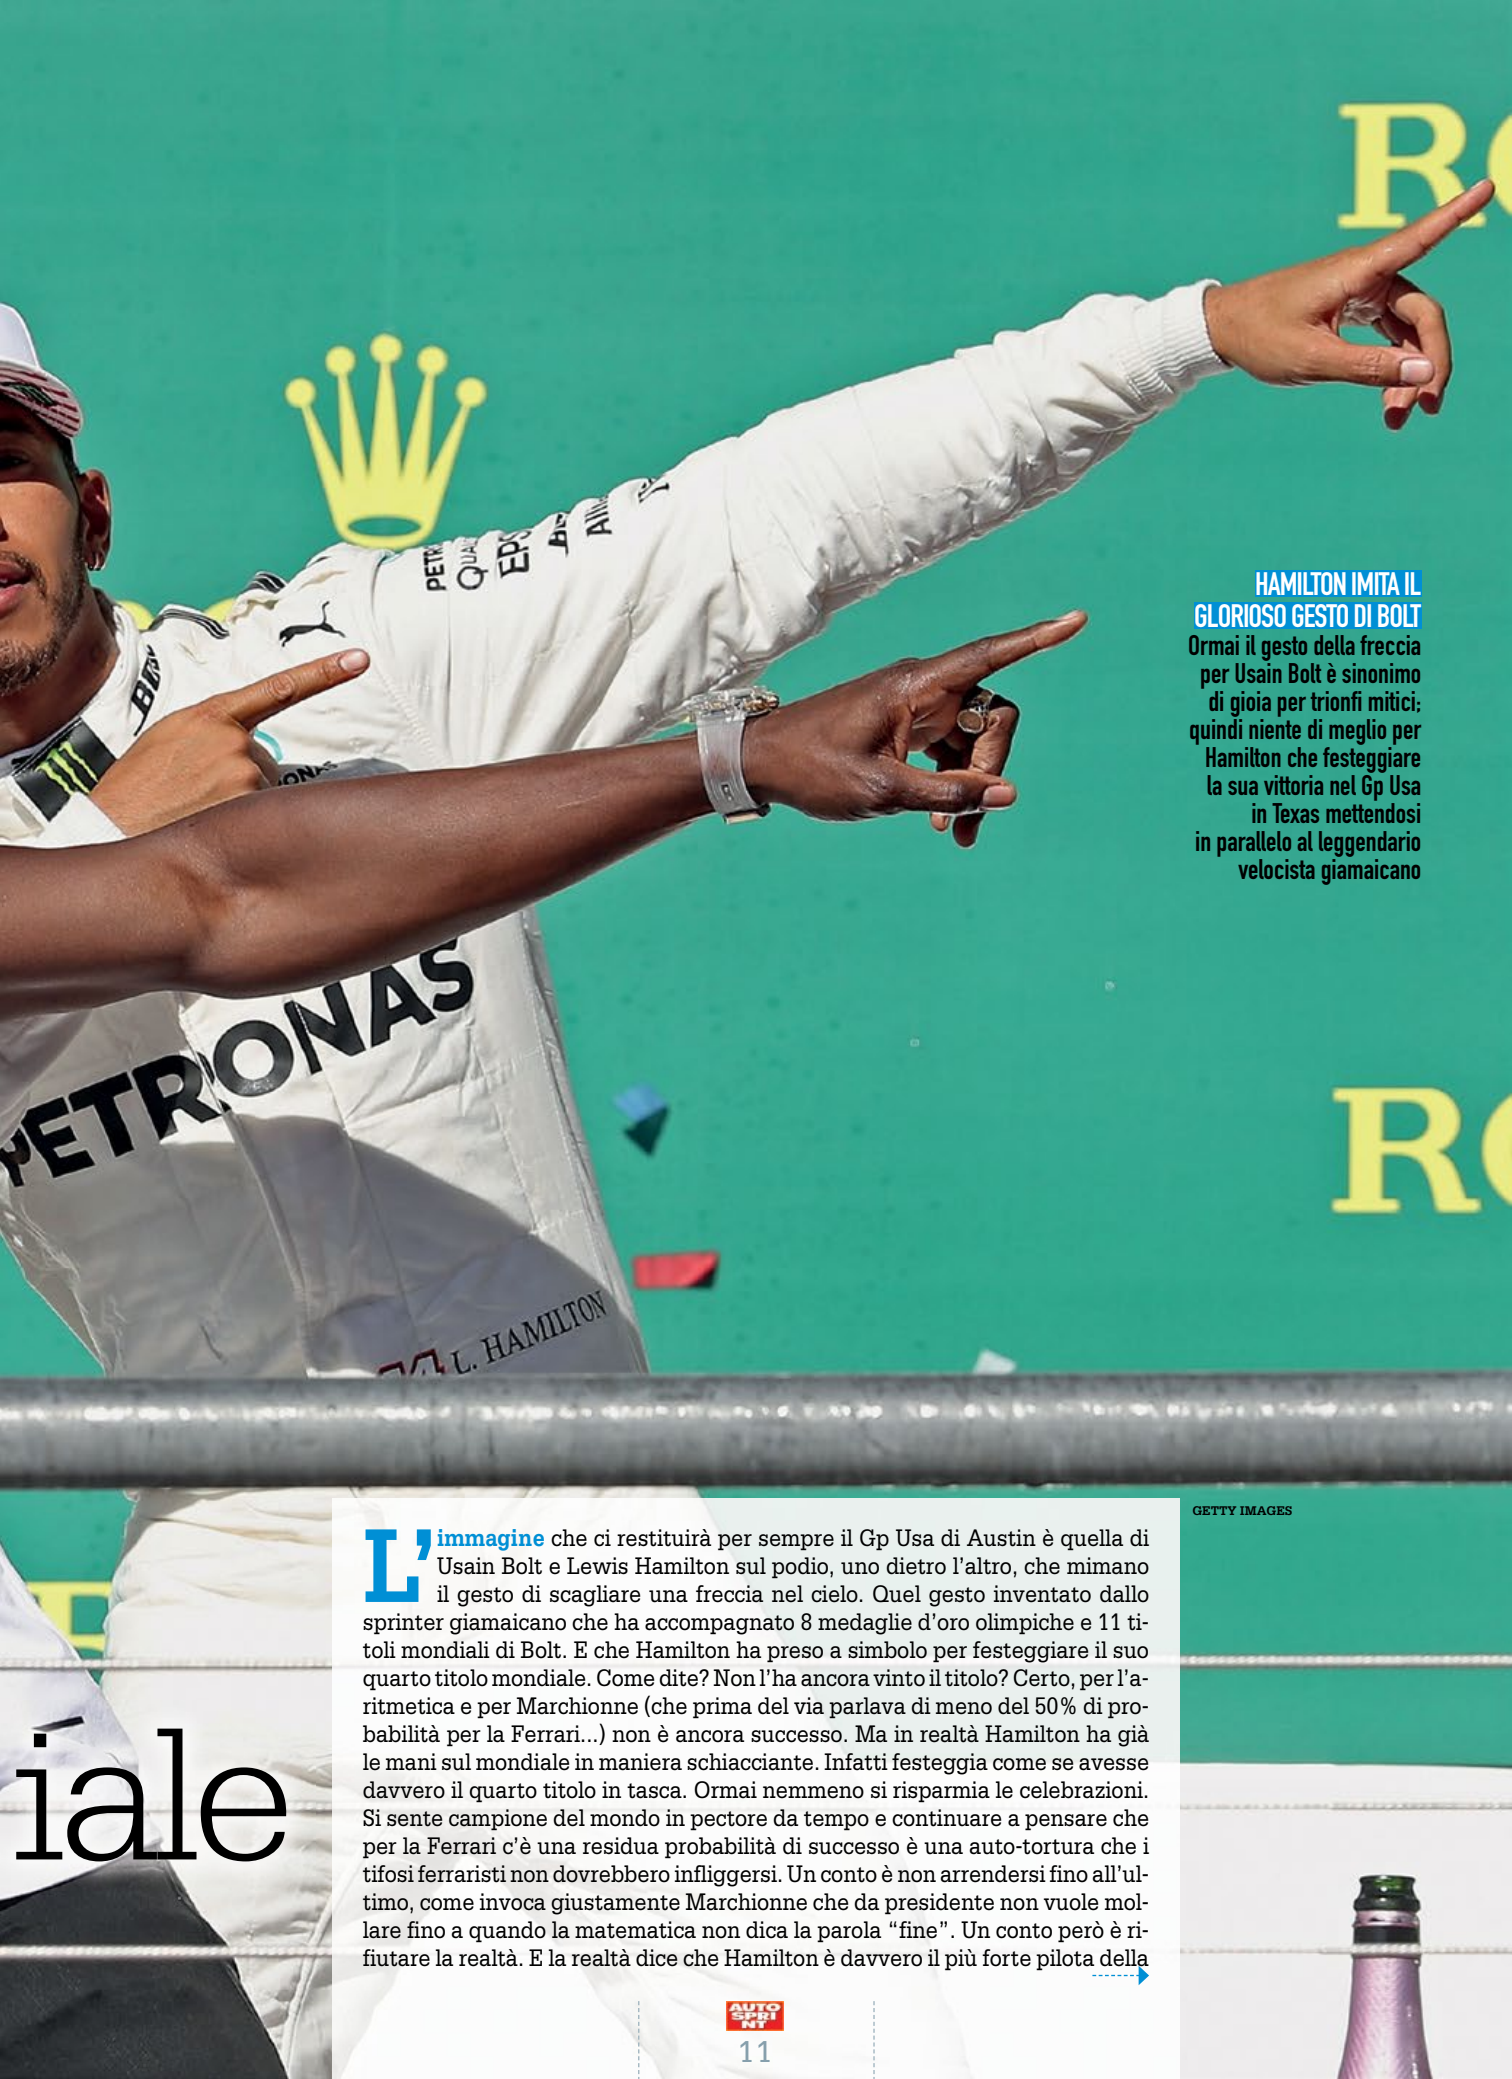 HAMILTON IMITA IL
GLORIOSO GESTO DI BOLT
Ormai il gesto della freccia
per Usain Bolt è sinonimo
di gioia per trionfi mitici;
quindi niente di meglio per
Hamilton che festeggiare
la sua vittoria nel Gp Usa
in Texas mettendosi
in parallelo al leggendario
velocista giamaicano
PETRONAS
L. HAMILTON
GETTY IMAGES
iale
L'immagine che ci restituirà per sempre il Gp Usa di Austin è quella di
Usain Bolt e Lewis Hamilton sul podio, uno dietro l'altro, che mimano
il gesto di scagliare una freccia nel cielo. Quel gesto inventato dallo
sprinter giamaicano che ha accompagnato 8 medaglie d'oro olimpiche e 11 ti-
toli mondiali di Bolt. E che Hamilton ha preso a simbolo per festeggiare il suo
quarto titolo mondiale. Come dite? Non l'ha ancora vinto il titolo? Certo, per l'a-
ritmetica e per Marchionne (che prima del via parlava di meno del 50% di pro-
babilità per la Ferrari...) non è ancora successo. Ma in realtà Hamilton ha già
le mani sul mondiale in maniera schiacciante. Infatti festeggia come se avesse
davvero il quarto titolo in tasca. Ormai nemmeno si risparmia le celebrazioni.
Si sente campione del mondo in pectore da tempo e continuare a pensare che
per la Ferrari c'è una residua probabilità di successo è una auto-tortura che i
tifosi ferraristi non dovrebbero infliggersi. Un conto è non arrendersi fino all'ul-
timo, come invoca giustamente Marchionne che da presidente non vuole mol-
lare fino a quando la matematica non dica la parola “fine”. Un conto però è ri-
fiutare la realtà. E la realtà dice che Hamilton è davvero il più forte pilota della
AUTO
SPRI
NT
11